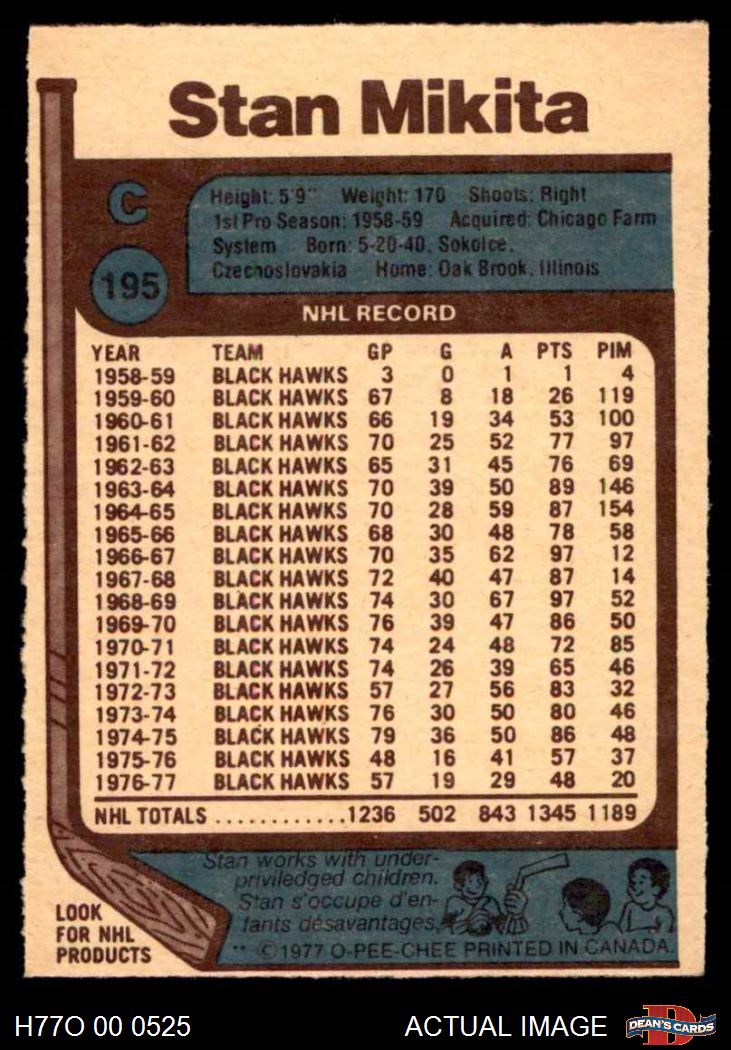 Stan Mikita
C
195
Height: 5'9" Weight: 170 Shoots: Right
1st Pro Season: 1958-59 Acquired: Chicago Farm
System Born: 5-20-40, Sokolce,
Czechoslovakia Home: Oak Brook, Illinois
NHL RECORD
YEAR TEAM GP G A PTS PIM
1958-59 BLACK HAWKS 3 0 1 1 4
1959-60 BLACK HAWKS 67 8 18 26 119
1960-61 BLACK HAWKS 66 19 34 53 100
1961-62 BLACK HAWKS 70 25 52 77 97
1962-63 BLACK HAWKS 65 31 45 76 69
1963-64 BLACK HAWKS 70 39 50 89 146
1964-65 BLACK HAWKS 70 28 59 87 154
1965-66 BLACK HAWKS 68 30 48 78 58
1966-67 BLACK HAWKS 70 35 62 97 12
1967-68 BLACK HAWKS 72 40 47 87 14
1968-69 BLACK HAWKS 74 30 67 97 52
1969-70 BLACK HAWKS 76 39 47 86 50
1970-71 BLACK HAWKS 74 24 48 72 85
1971-72 BLACK HAWKS 74 26 39 65 46
1972-73 BLACK HAWKS 57 27 56 83 32
1973-74 BLACK HAWKS 76 30 50 80 46
1974-75 BLACK HAWKS 79 36 50 86 48
1975-76 BLACK HAWKS 48 16 41 57 37
1976-77 BLACK HAWKS 57 19 29 48 20
NHL TOTALS ............1236 502 843 1345 1189
Stan works with under-
priviledged children.
Stan s'occupe d'en-
fants désavantages.
LOOK
FOR NHL
PRODUCTS
** ©1977 O-PEE-CHEE PRINTED IN CANADA.
H77O 00 0525
ACTUAL IMAGE
D
DEAN'S CARDS